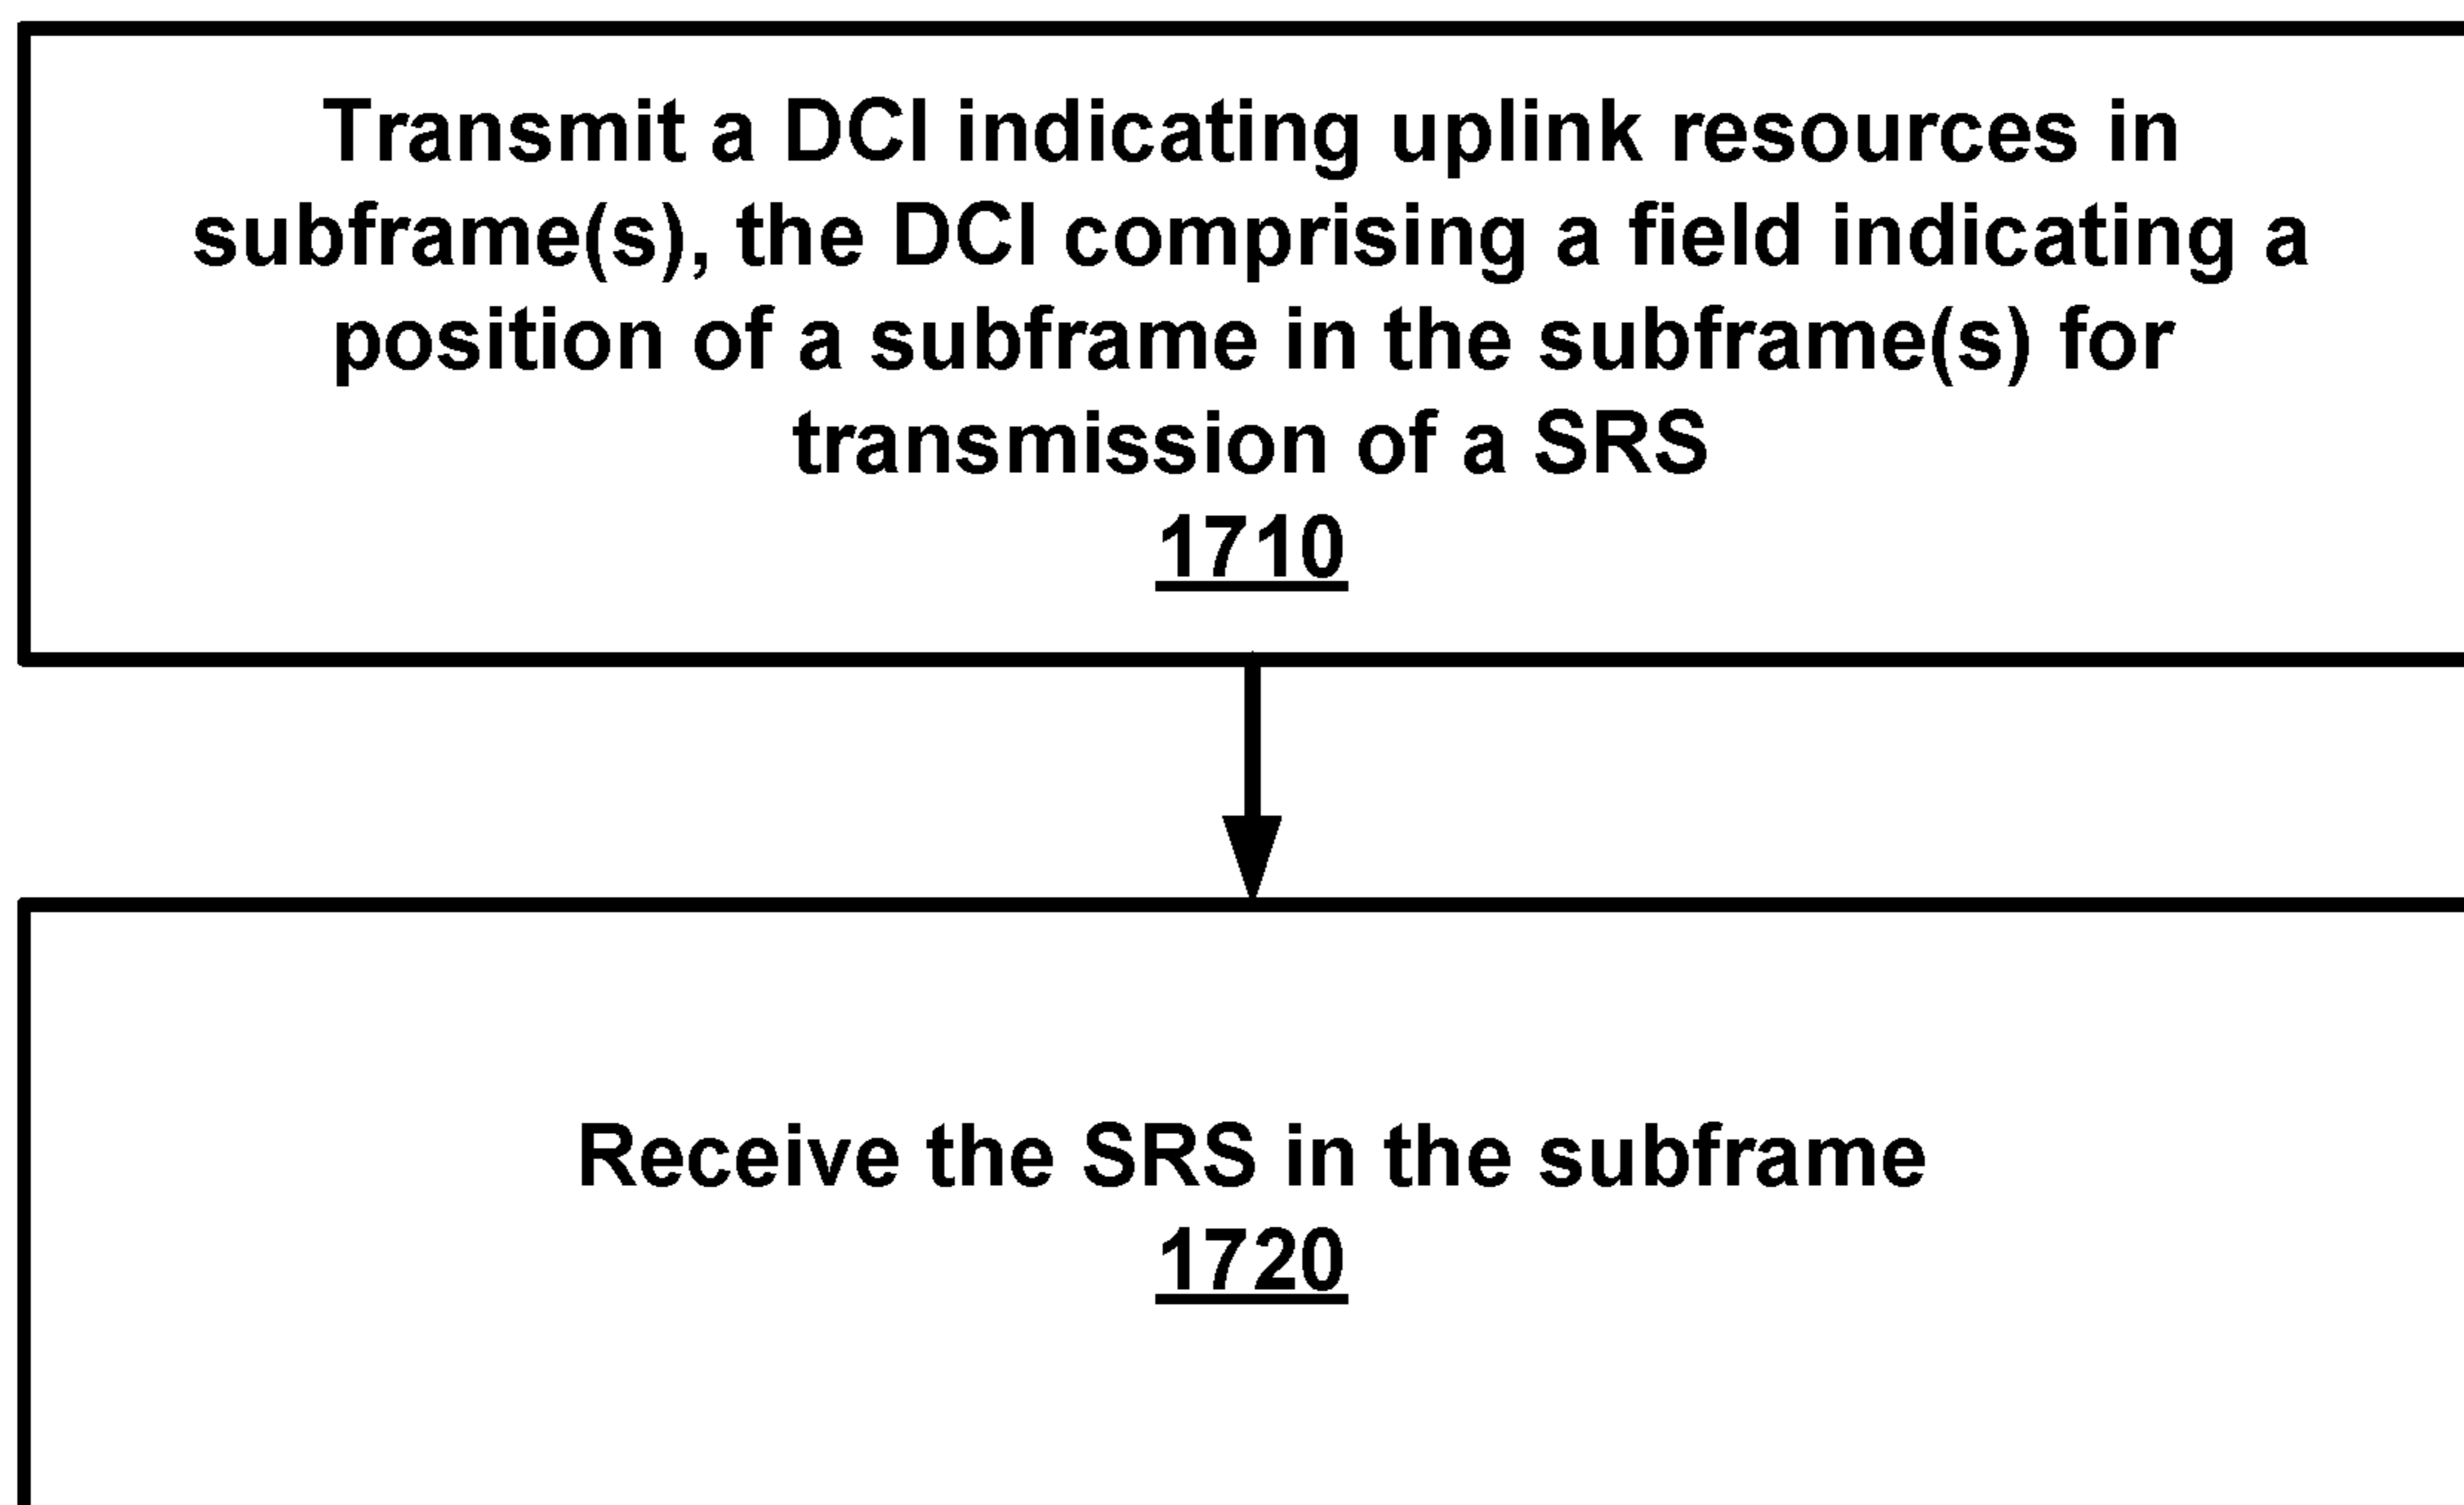 Transmit a DCI indicating uplink resources in
subframe(s), the DCI comprising a field indicating a
position of a subframe in the subframe(s) for
transmission of a SRS
1710
Receive the SRS in the subframe
1720